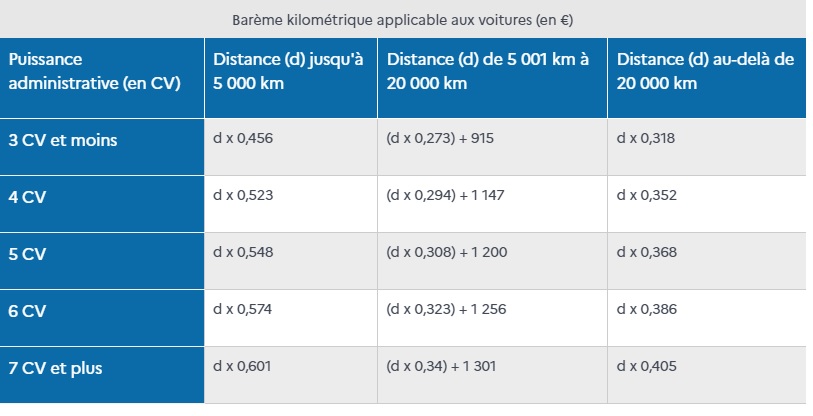 Barème kilométrique applicable aux voitures (en €)
Puissance
administrative (en CV)
Distance (d) jusqu'à
5 000 km
Distance (d) de 5 001 km à
20 000 km
Distance (d) au-delà de
20 000 km
3 CV et moins
d x 0,456
(d x 0,273) + 915
d x 0,318
4 CV
d x 0,523
(d x 0,294) + 1 147
d x 0,352
5 CV
d x 0,548
(d x 0,308) + 1 200
d x 0,368
6 CV
d x 0,574
(d x 0,323) + 1 256
d x 0,386
7 CV et plus
d x 0,601
(d x 0,34) + 1 301
d x 0,405